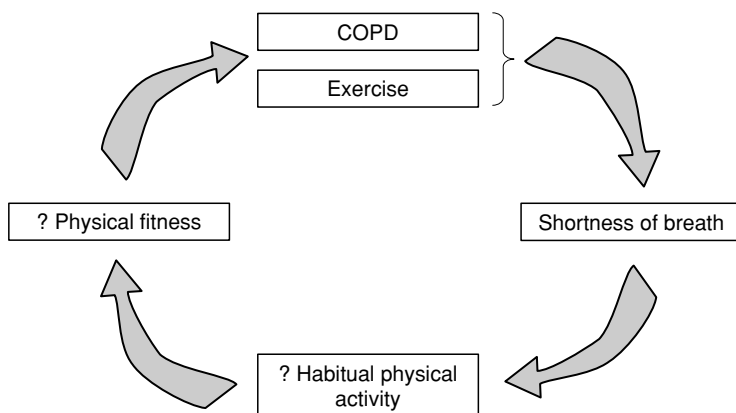 COPD
Exercise
? Physical fitness
Shortness of breath
? Habitual physical
activity